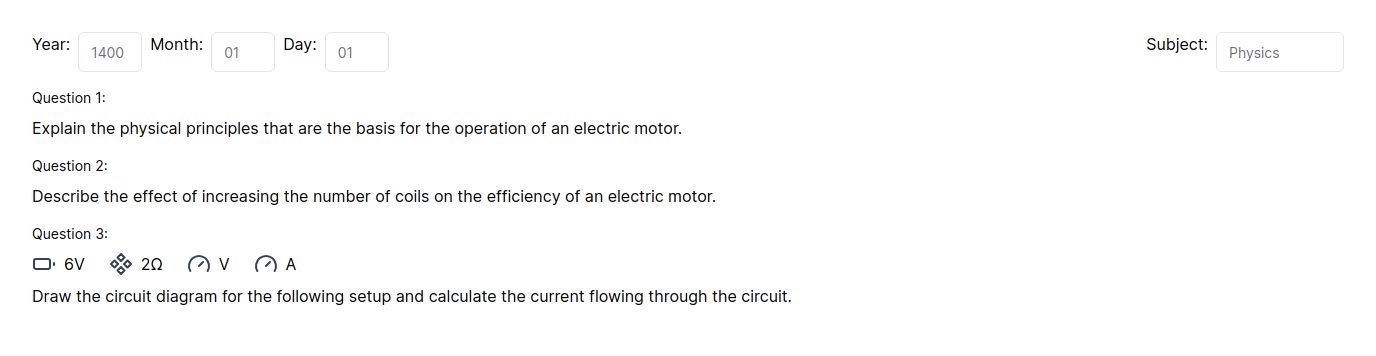 Year: 1400 Month: 01 Day: 01 Subject: Physics
Question 1:
Explain the physical principles that are the basis for the operation of an electric motor.
Question 2:
Describe the effect of increasing the number of coils on the efficiency of an electric motor.
Question 3:
6V 2Ω V A
Draw the circuit diagram for the following setup and calculate the current flowing through the circuit.